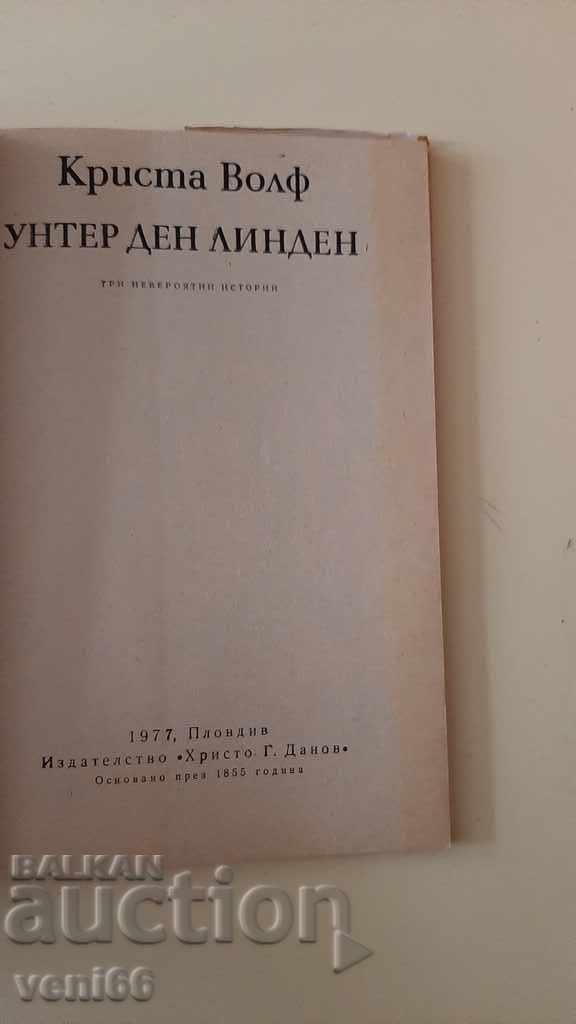 Криста Волф
УНТЕР ДЕН ЛИНДЕН
ТРИ НЕВЕРОЯТНИ ИСТОРИИ
1977, Пловдив
Издателство «Христо Г. Данов»
Основано през 1855 година
BALKAN
auction
veni66